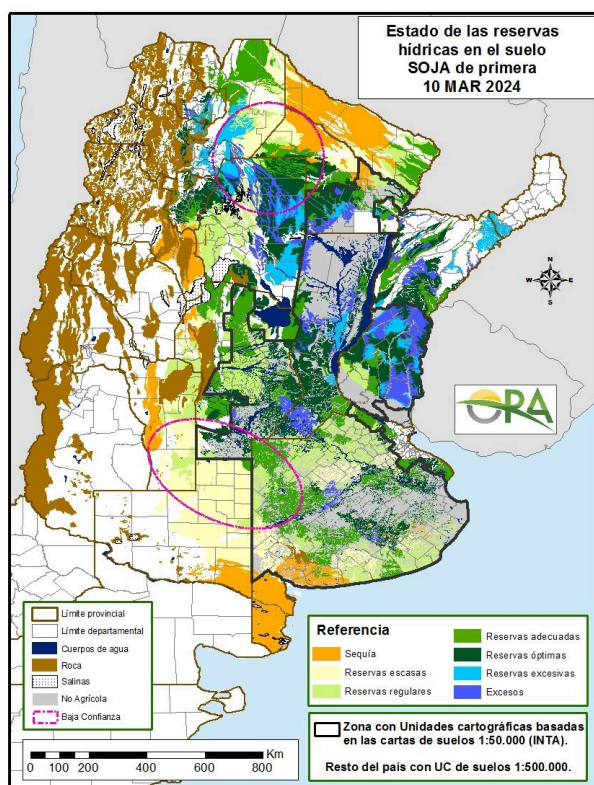 Estado de las reservas
hídricas en el suelo
SOJA de primera
10 MAR 2024
N
W
E
S
ORA
Límite provincial
Límite departamental
Cuerpos de agua
Roca
Salinas
No Agrícola
Baja Confianza
Referencia
Sequía
Reservas escasas
Reservas regulares
Reservas adecuadas
Reservas óptimas
Reservas excesivas
Excesos
Zona con Unidades cartográficas basadas
en las cartas de suelos 1:50.000 (INTA).
Resto del país con UC de suelos 1:500.000.
Km
0 100 200 400 600 800